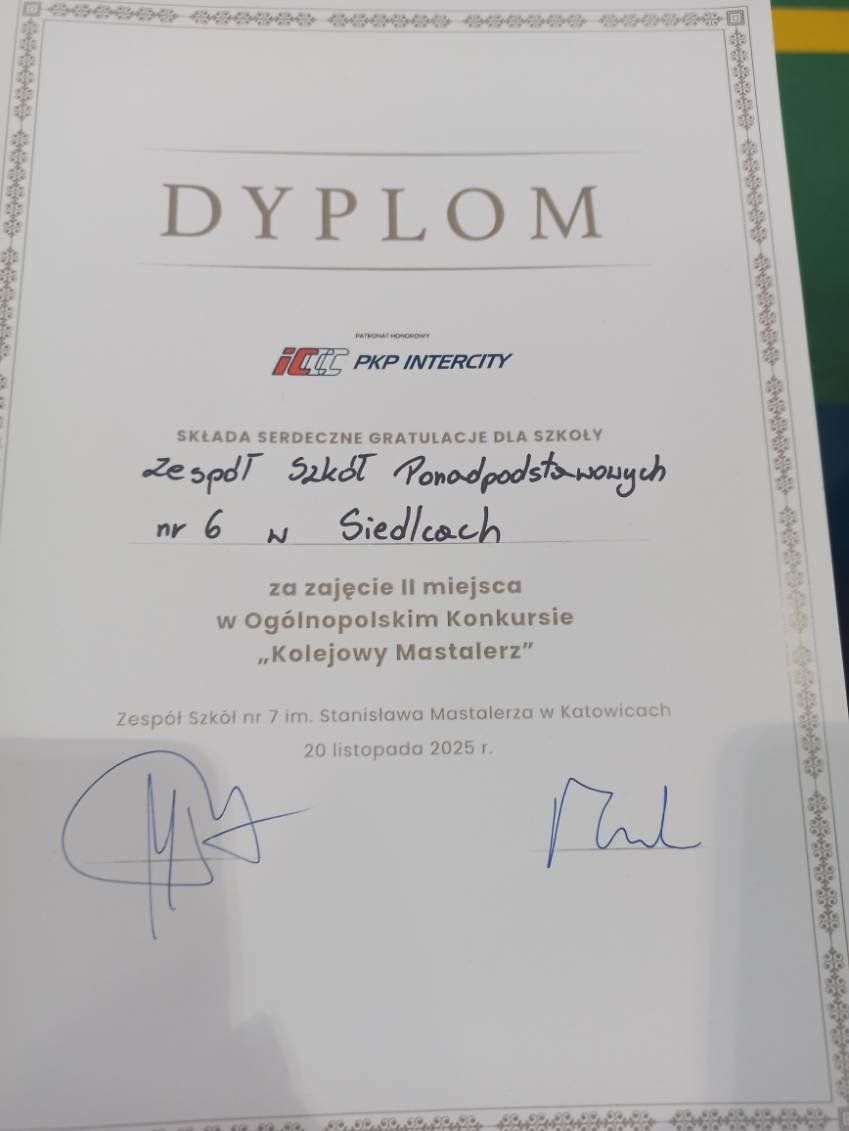 DYPLOM
PATRONAT HONOROWY
PKP INTERCITY
SKŁADA SERDECZNE GRATULACJE DLA SZKOŁY
Zespół Szkół Ponadpodstawowych
nr 6 w Siedlcach
za zajęcie II miejsca
w Ogólnopolskim Konkursie
„Kolejowy Mastalerz”
Zespół Szkół nr 7 im. Stanisława Mastalerza w Katowicach
20 listopada 2025 r.